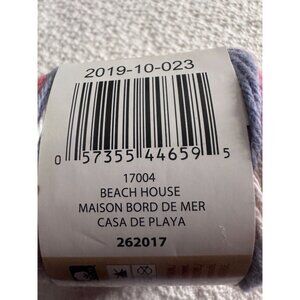 2019-10-023
0 57355 44659 5
17004
BEACH HOUSE
MAISON BORD DE MER
CASA DE PLAYA
262017